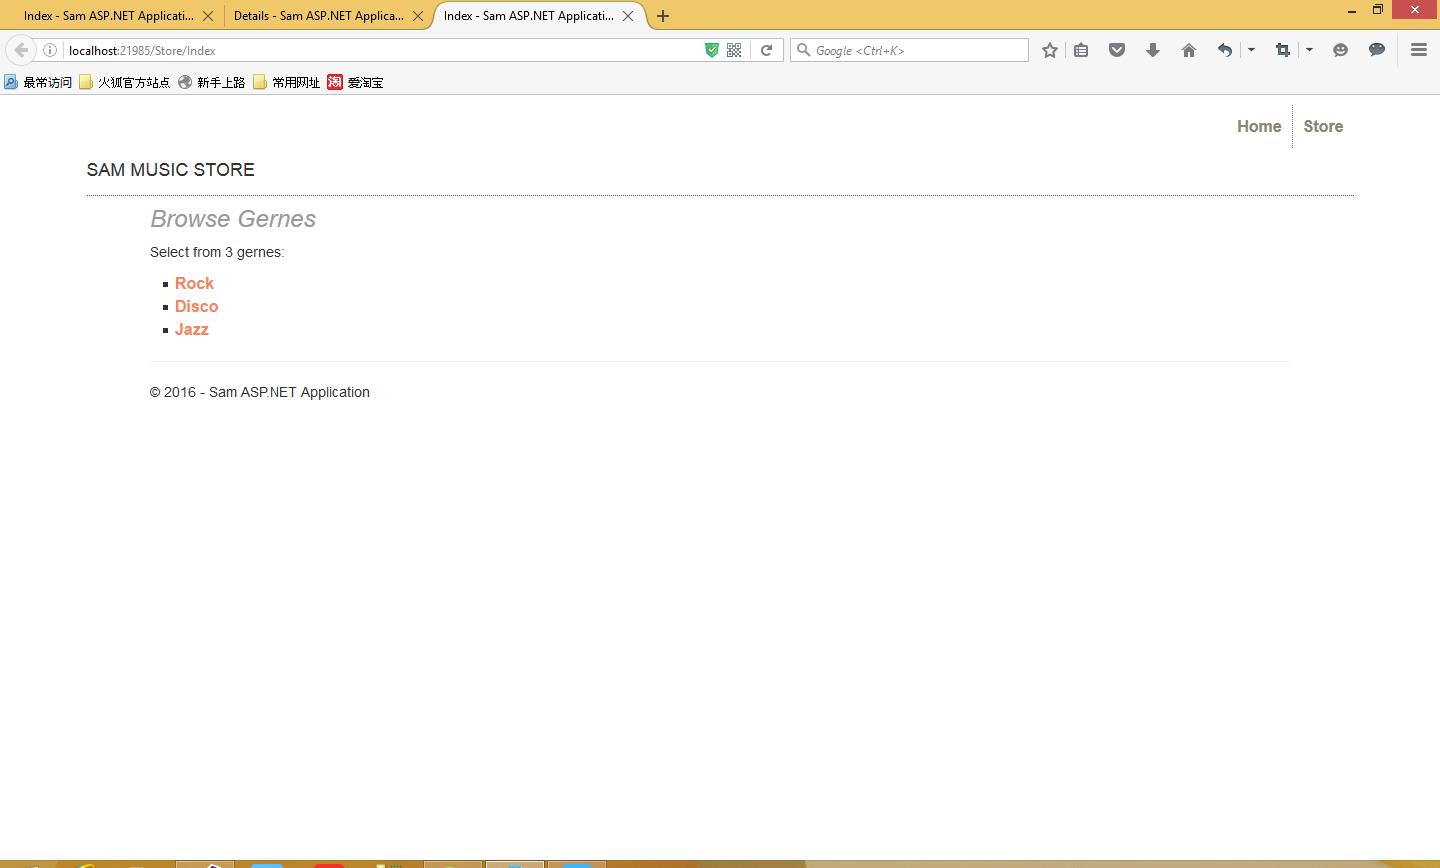 Index - Sam ASP.NET Applicati...
Details - Sam ASP.NET Applica...
Index - Sam ASP.NET Applicati...
localhost:21985/Store/Index
Google <Ctrl+K>
最常访问
火狐官方站点
新手上路
常用网址
淘
爱淘宝
Home
Store
SAM MUSIC STORE
Browse Gernes
Select from 3 gernes:
Rock
Disco
Jazz
© 2016 - Sam ASP.NET Application